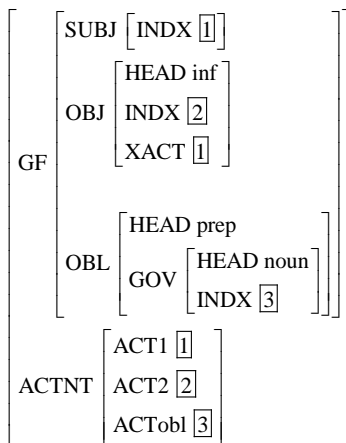 SUBJ [INDX 1]
HEAD inf
OBJ INDX 2
XACT 1
GF
HEAD prep
OBL GOV HEAD noun
INDX 3
ACT1 1
ACTNT ACT2 2
ACTobl 3